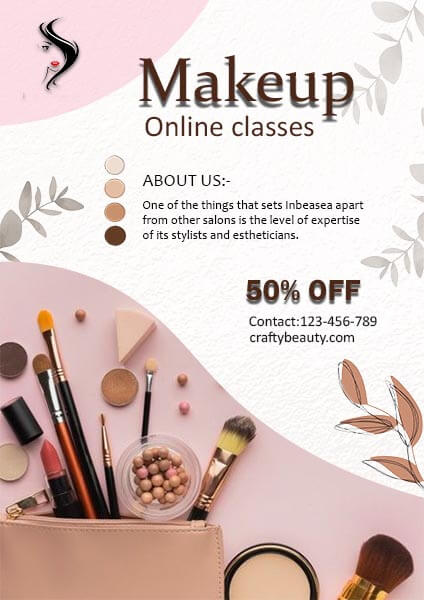 Makeup
Online classes
ABOUT US:-
One of the things that sets Inbeasea apart
from other salons is the level of expertise
of its stylists and estheticians.
50% OFF
Contact:123-456-789
craftybeauty.com